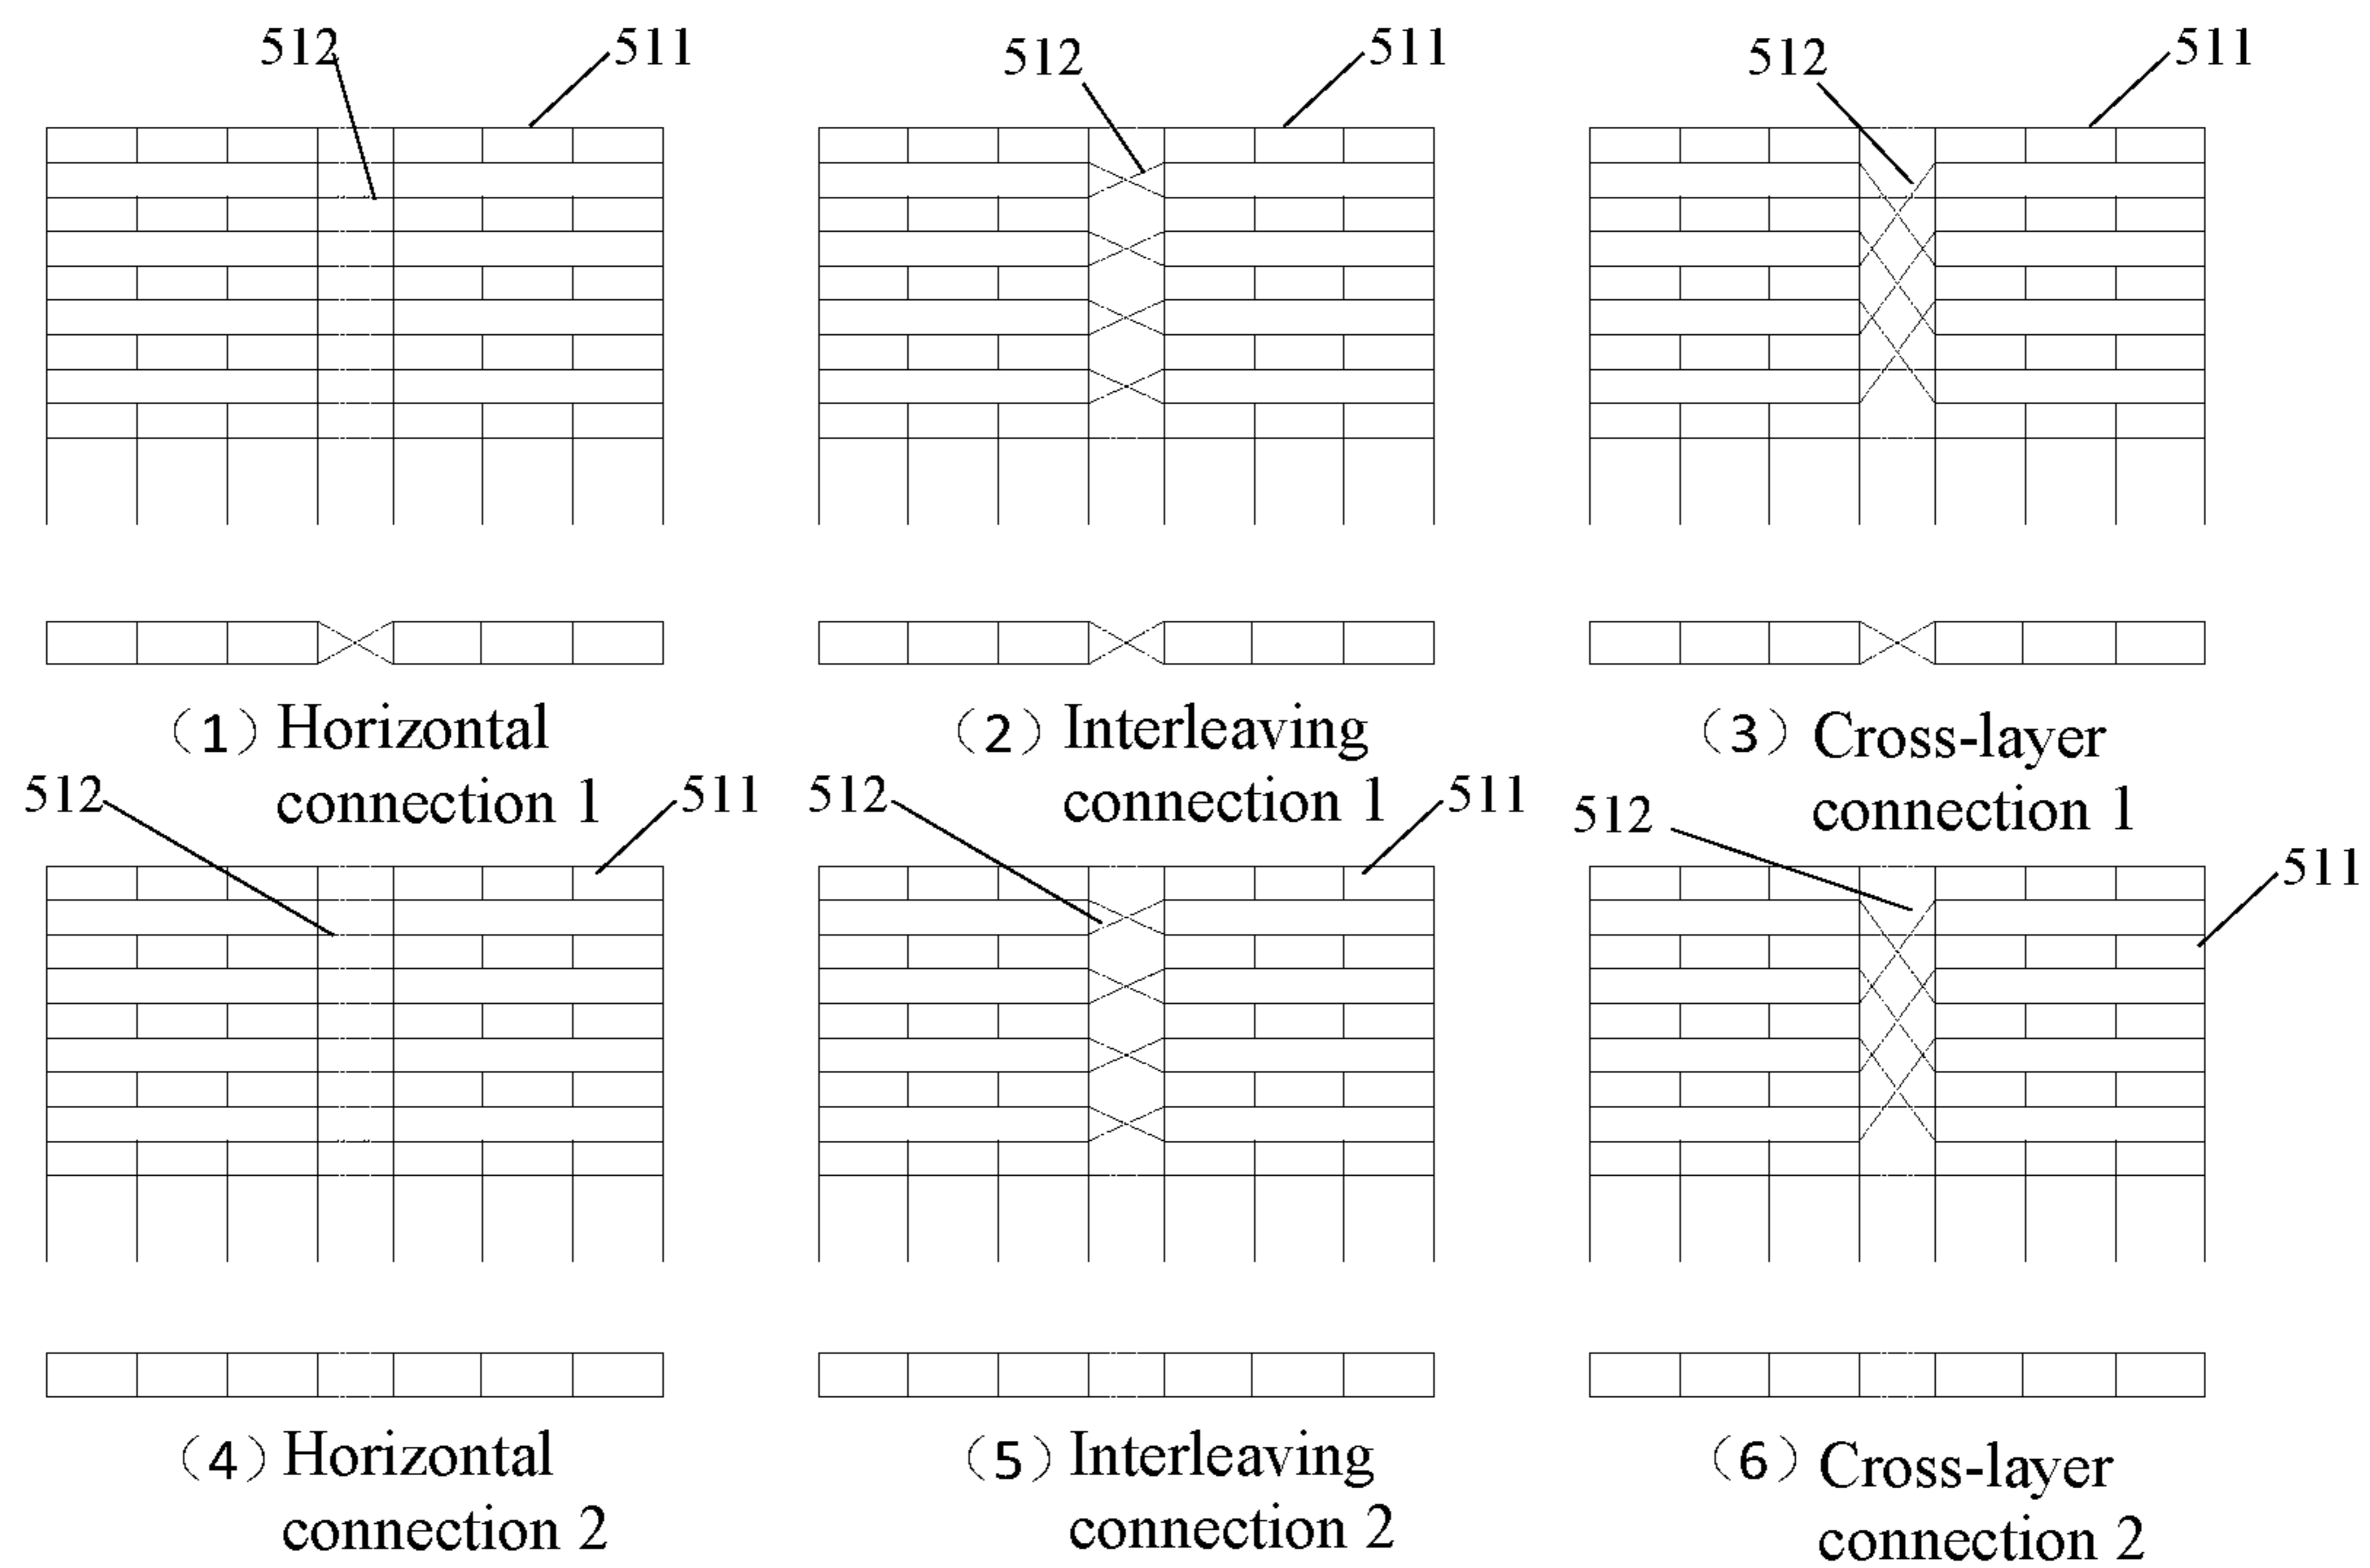 512
511
512
511
512
511
（1）Horizontal
connection 1
（2）Interleaving
connection 1
（3）Cross-layer
connection 1
512
511
512
511
512
511
（4）Horizontal
connection 2
（5）Interleaving
connection 2
（6）Cross-layer
connection 2